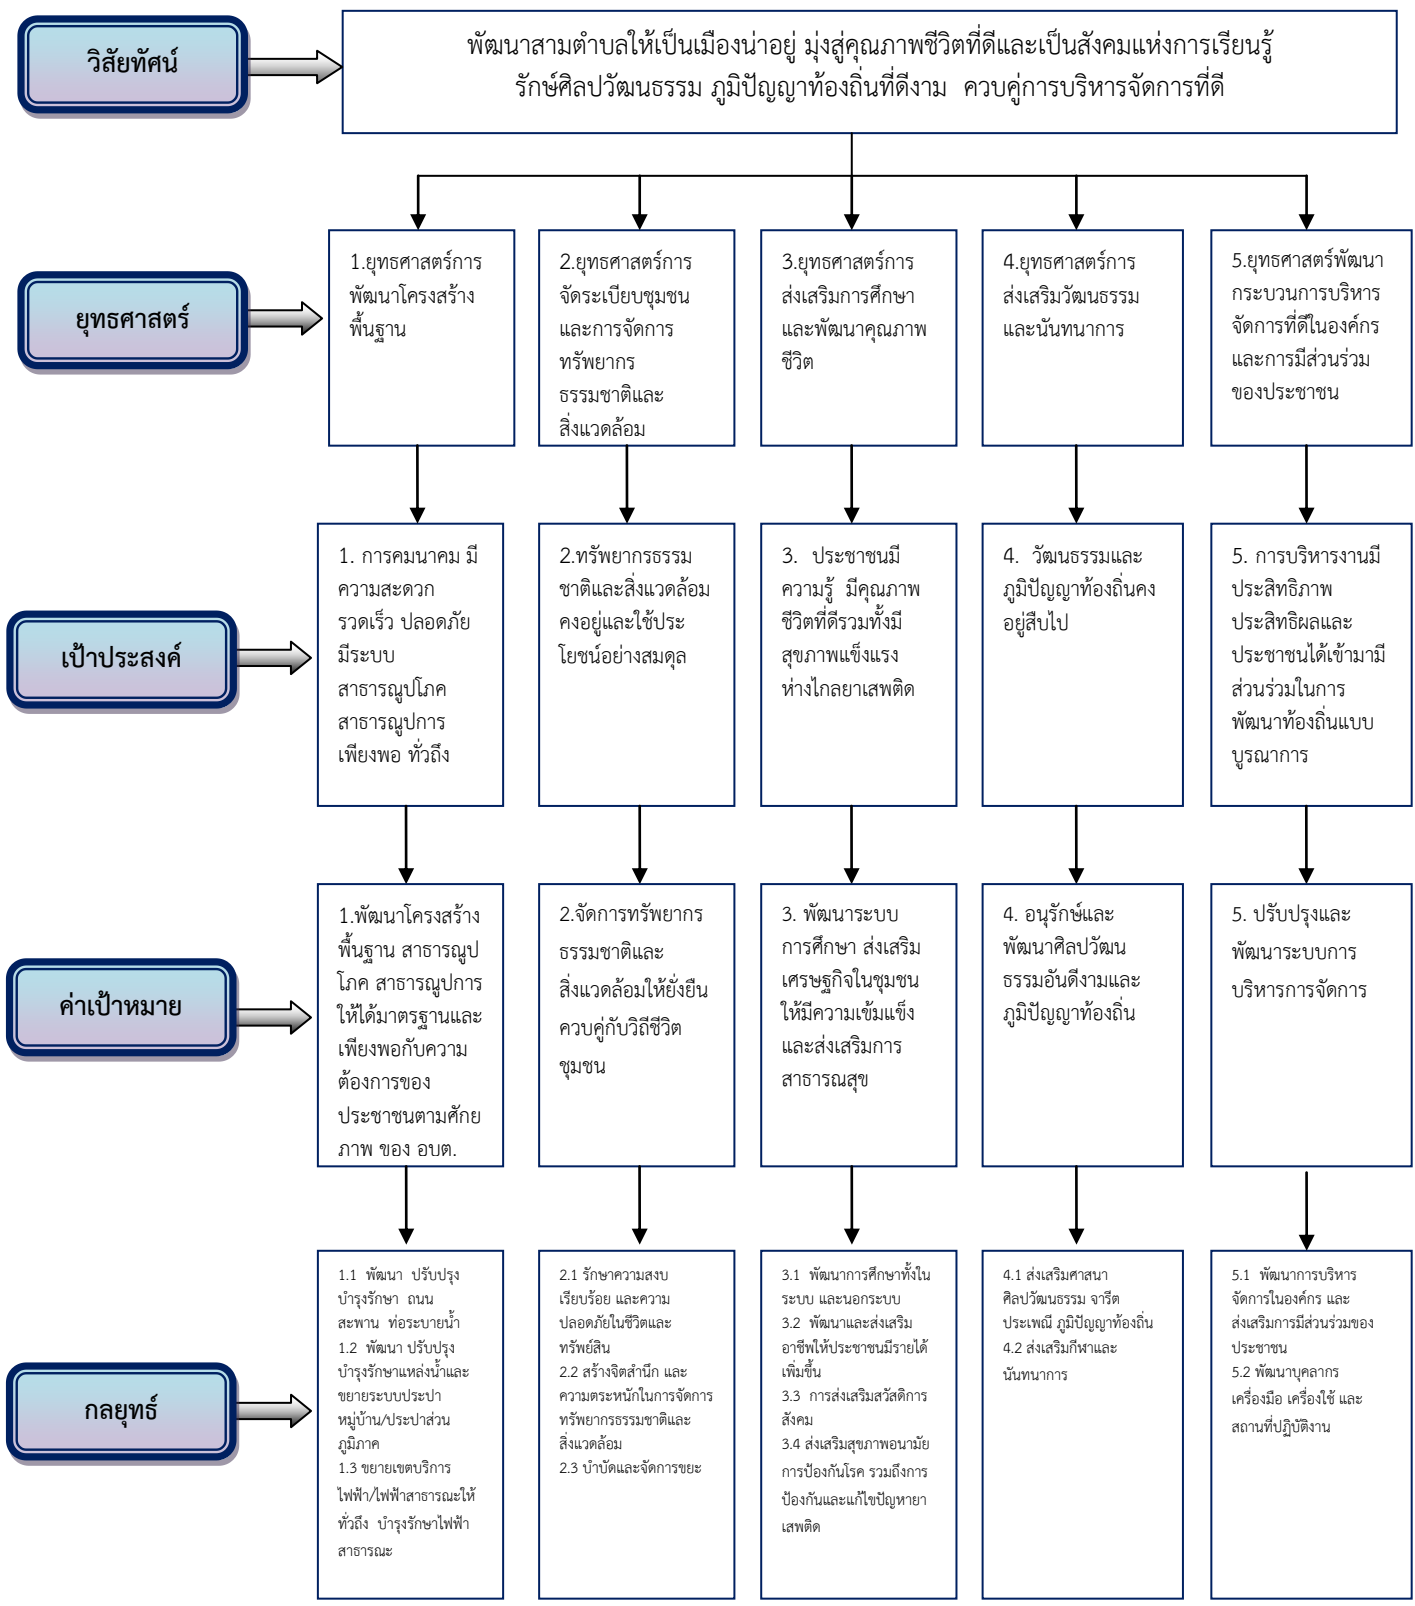 วิสัยทัศน์
พัฒนาสามตำบลให้เป็นเมืองน่าอยู่ มุ่งสู่คุณภาพชีวิตที่ดีและเป็นสังคมแห่งการเรียนรู้
รักษ์ศิลปวัฒนธรรม ภูมิปัญญาท้องถิ่นที่ดีงาม ควบคู่การบริหารจัดการที่ดี
ยุทธศาสตร์
1.ยุทธศาสตร์การ
พัฒนาโครงสร้าง
พื้นฐาน
2.ยุทธศาสตร์การ
จัดระเบียบชุมชน
และการจัดการ
ทรัพยากร
ธรรมชาติและ
สิ่งแวดล้อม
3.ยุทธศาสตร์การ
ส่งเสริมการศึกษา
และพัฒนาคุณภาพ
ชีวิต
4.ยุทธศาสตร์การ
ส่งเสริมวัฒนธรรม
และนันทนาการ
5.ยุทธศาสตร์พัฒนา
กระบวนการบริหาร
จัดการที่ดีในองค์กร
และการมีส่วนร่วม
ของประชาชน
เป้าประสงค์
1. การคมนาคม มี
ความสะดวก
รวดเร็ว ปลอดภัย
มีระบบ
สาธารณูปโภค
สาธารณูปการ
เพียงพอ ทั่วถึง
2.ทรัพยากรธรรม
ชาติและสิ่งแวดล้อม
คงอยู่และใช้ประ
โยชน์อย่างสมดุล
3. ประชาชนมี
ความรู้ มีคุณภาพ
ชีวิตที่ดีรวมทั้งมี
สุขภาพแข็งแรง
ห่างไกลยาเสพติด
4. วัฒนธรรมและ
ภูมิปัญญาท้องถิ่นคง
อยู่สืบไป
5. การบริหารงานมี
ประสิทธิภาพ
ประสิทธิผลและ
ประชาชนได้เข้ามามี
ส่วนร่วมในการ
พัฒนาท้องถิ่นแบบ
บูรณาการ
ค่าเป้าหมาย
1.พัฒนาโครงสร้าง
พื้นฐาน สาธารณูป
โภค สาธารณูปการ
ให้ได้มาตรฐานและ
เพียงพอกับความ
ต้องการของ
ประชาชนตามศักย
ภาพ ของ อบต.
2.จัดการทรัพยากร
ธรรมชาติและ
สิ่งแวดล้อมให้ยั่งยืน
ควบคู่กับวิถีชีวิต
ชุมชน
3. พัฒนาระบบ
การศึกษา ส่งเสริม
เศรษฐกิจในชุมชน
ให้มีความเข้มแข็ง
และส่งเสริมการ
สาธารณสุข
4. อนุรักษ์และ
พัฒนาศิลปวัฒน
ธรรมอันดีงามและ
ภูมิปัญญาท้องถิ่น
5. ปรับปรุงและ
พัฒนาระบบการ
บริหารการจัดการ
กลยุทธ์
1.1 พัฒนา ปรับปรุง
บำรุงรักษา ถนน
สะพาน ท่อระบายน้ำ
1.2 พัฒนา ปรับปรุง
บำรุงรักษาแหล่งน้ำและ
ขยายระบบประปา
หมู่บ้าน/ประปาส่วน
ภูมิภาค
1.3 ขยายเขตบริการ
ไฟฟ้า/ไฟฟ้าสาธารณะให้
ทั่วถึง บำรุงรักษาไฟฟ้า
สาธารณะ
2.1 รักษาความสงบ
เรียบร้อย และความ
ปลอดภัยในชีวิตและ
ทรัพย์สิน
2.2 สร้างจิตสำนึก และ
ความตระหนักในการจัดการ
ทรัพยากรธรรมชาติและ
สิ่งแวดล้อม
2.3 บำบัดและจัดการขยะ
3.1 พัฒนาการศึกษาทั้งใน
ระบบ และนอกระบบ
3.2 พัฒนาและส่งเสริม
อาชีพให้ประชาชนมีรายได้
เพิ่มขึ้น
3.3 การส่งเสริมสวัสดิการ
สังคม
3.4 ส่งเสริมสุขภาพอนามัย
การป้องกันโรค รวมถึงการ
ป้องกันและแก้ไขปัญหายา
เสพติด
4.1 ส่งเสริมศาสนา
ศิลปวัฒนธรรม จารีต
ประเพณี ภูมิปัญญาท้องถิ่น
4.2 ส่งเสริมกีฬาและ
นันทนาการ
5.1 พัฒนาการบริหาร
จัดการในองค์กร และ
ส่งเสริมการมีส่วนร่วมของ
ประชาชน
5.2 พัฒนาบุคลากร
เครื่องมือ เครื่องใช้ และ
สถานที่ปฏิบัติงาน